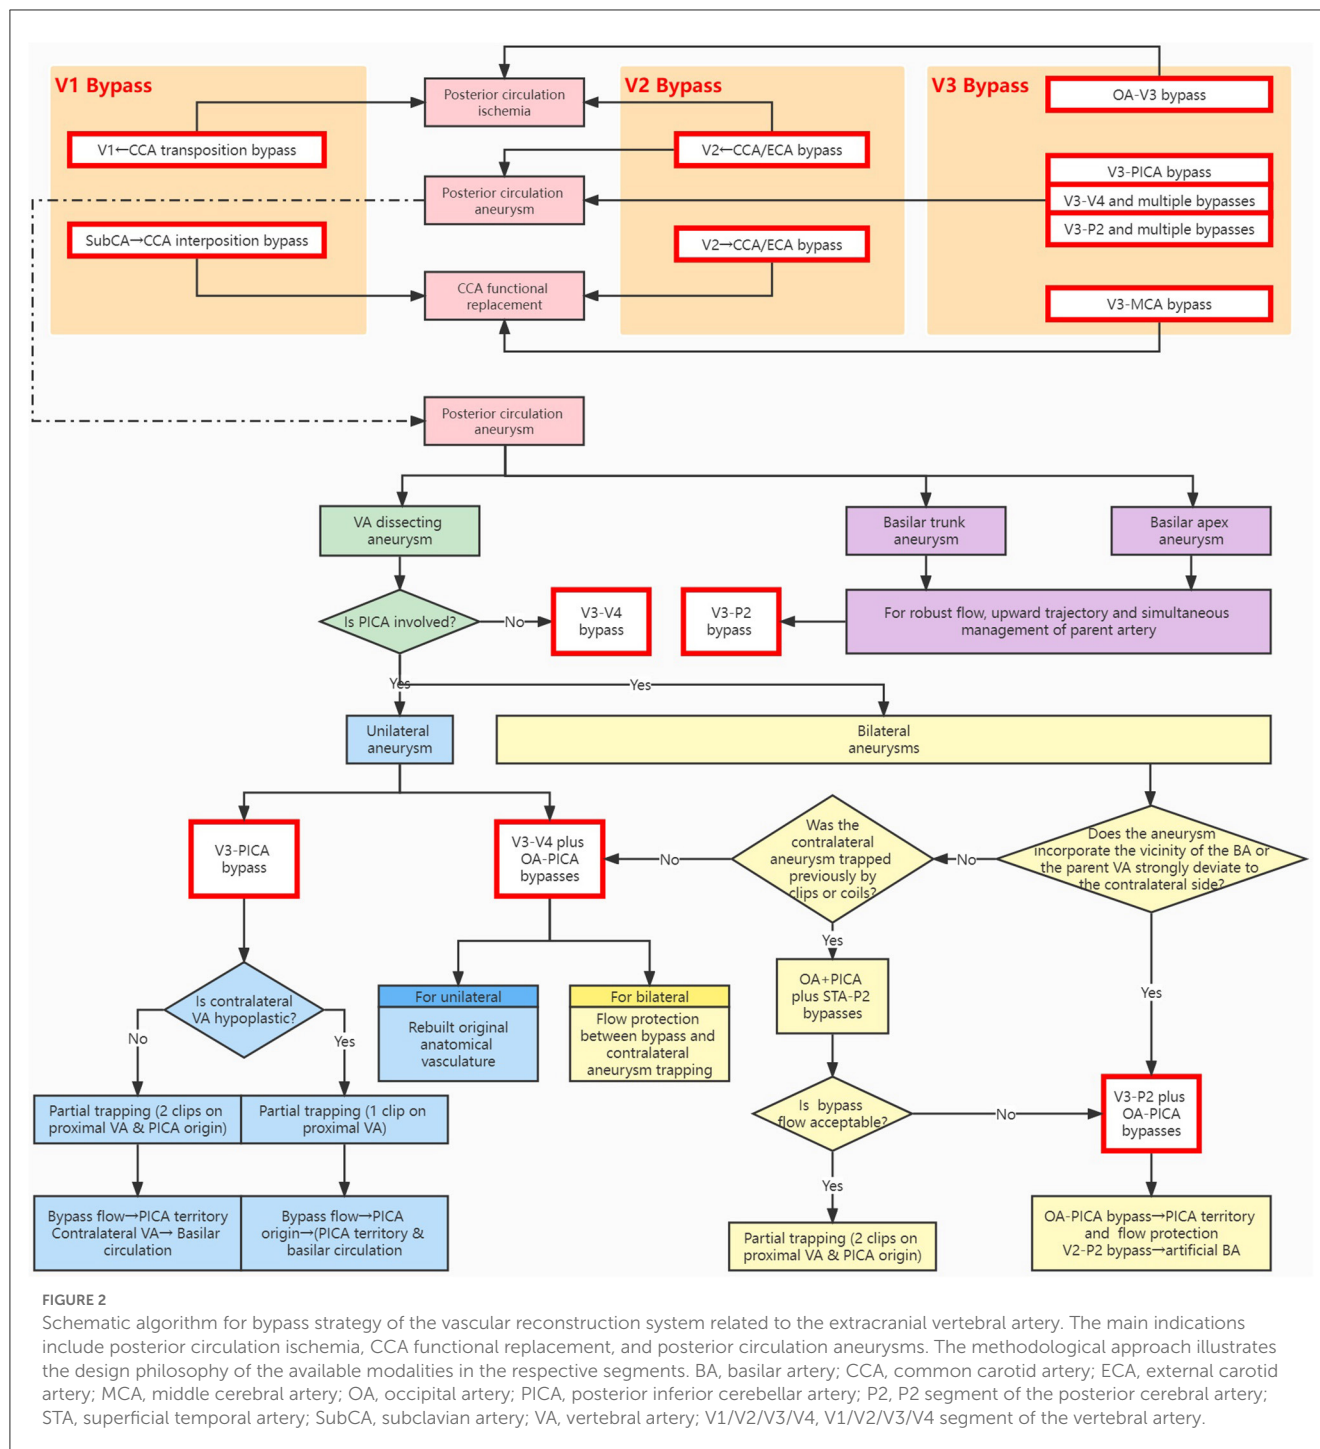 V1 Bypass
V2 Bypass
V3 Bypass
Posterior circulation
ischemia
OA-V3 bypass
V1←CCA transposition bypass
V2←CCA/ECA bypass
V3-PICA bypass
Posterior circulation
aneurysm
V3-V4 and multiple bypasses
V3-P2 and multiple bypasses
SubCA→CCA interposition bypass
V2→CCA/ECA bypass
CCA functional
replacement
V3-MCA bypass
Posterior circulation
aneurysm
VA dissecting
aneurysm
Basilar trunk
aneurysm
Basilar apex
aneurysm
Is PICA involved?
No
V3-V4
bypass
V3-P2
bypass
For robust flow, upward trajectory and simultaneous
management of parent artery
Yes
Yes
Unilateral
aneurysm
Bilateral
aneurysms
V3-PICA
bypass
V3-V4 plus
OA-PICA
bypasses
No
Was the
contralateral
aneurysm trapped
previously by
clips or coils?
No
Does the aneurysm
incorporate the vicinity of the BA or
the parent VA strongly deviate to
the contralateral side?
Yes
Yes
Is contralateral
VA hypoplastic?
No
Yes
For unilateral
Rebuilt original
anatomical
vasculature
For bilateral
Flow protection
between bypass and
contralateral
aneurysm trapping
OA+PICA
plus STA-P2
bypasses
Partial trapping (2 clips on
proximal VA & PICA origin)
Partial trapping (1 clip on
proximal VA)
Is bypass
flow acceptable?
No
V3-P2 plus
OA-PICA
bypasses
Yes
Bypass flow→PICA territory
Contralateral VA→ Basilar
circulation
Bypass flow→PICA
origin→(PICA territory &
basilar circulation
Partial trapping (2 clips on
proximal VA & PICA origin)
OA-PICA bypass→PICA territory
and flow protection
V2-P2 bypass→artificial BA
FIGURE 2
Schematic algorithm for bypass strategy of the vascular reconstruction system related to the extracranial vertebral artery. The main indications
include posterior circulation ischemia, CCA functional replacement, and posterior circulation aneurysms. The methodological approach illustrates
the design philosophy of the available modalities in the respective segments. BA, basilar artery; CCA, common carotid artery; ECA, external carotid
artery; MCA, middle cerebral artery; OA, occipital artery; PICA, posterior inferior cerebellar artery; P2, P2 segment of the posterior cerebral artery;
STA, superficial temporal artery; SubCA, subclavian artery; VA, vertebral artery; V1/V2/V3/V4, V1/V2/V3/V4 segment of the vertebral artery.